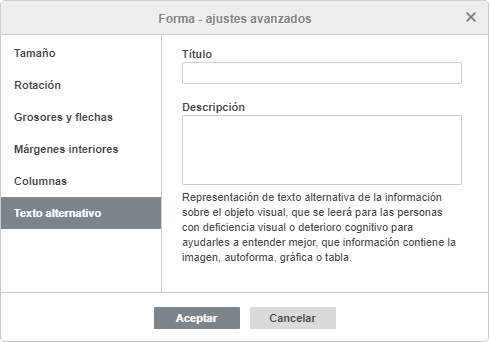 Forma - ajustes avanzados
Tamaño
Rotación
Grosores y flechas
Márgenes interiores
Columnas
Texto alternativo
Título
Descripción
Representación de texto alternativa de la información
sobre el objeto visual, que se leerá para las personas
con deficiencia visual o deterioro cognitivo para
ayudarles a entender mejor, que información contiene la
imagen, autoforma, gráfica o tabla.
Aceptar
Cancelar